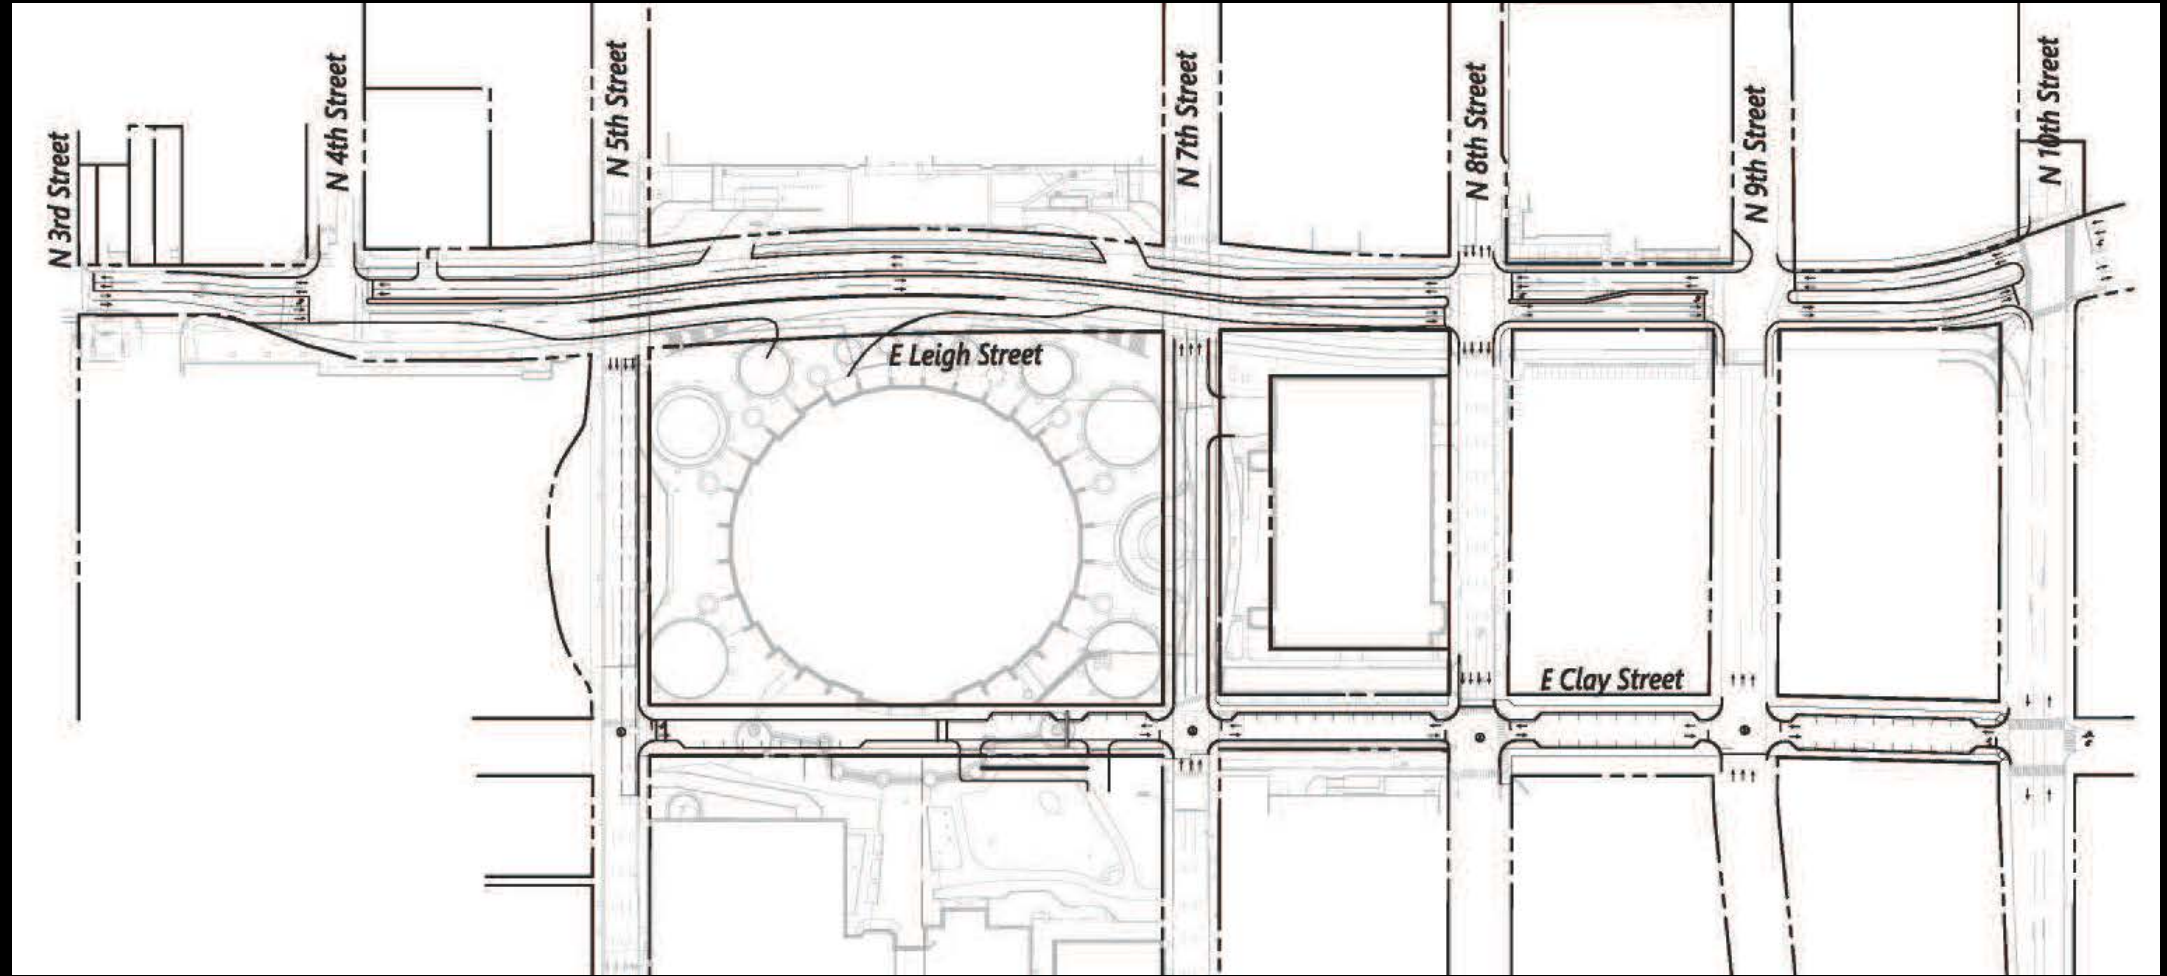 N 3rd Street
N 4th Street
N 5th Street
N 7th Street
N 8th Street
N 9th Street
N 10th Street
E Leigh Street
E Clay Street